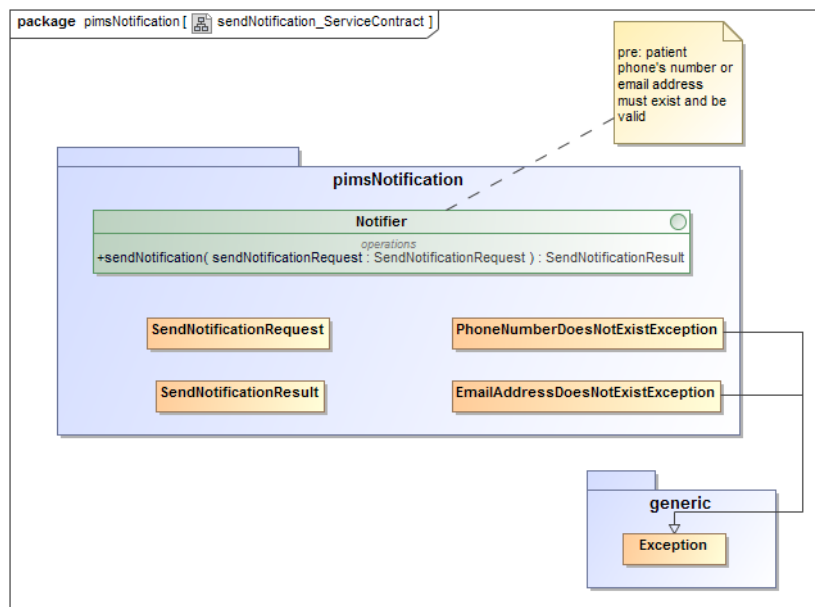 package pimsNotification [ sendNotification_ServiceContract ]
pre: patient
phone's number or
email address
must exist and be
valid
pimsNotification
Notifier
operations
+sendNotification( sendNotificationRequest : SendNotificationRequest ) : SendNotificationResult
SendNotificationRequest
PhoneNumberDoesNotExistException
SendNotificationResult
EmailAddressDoesNotExistException
generic
Exception